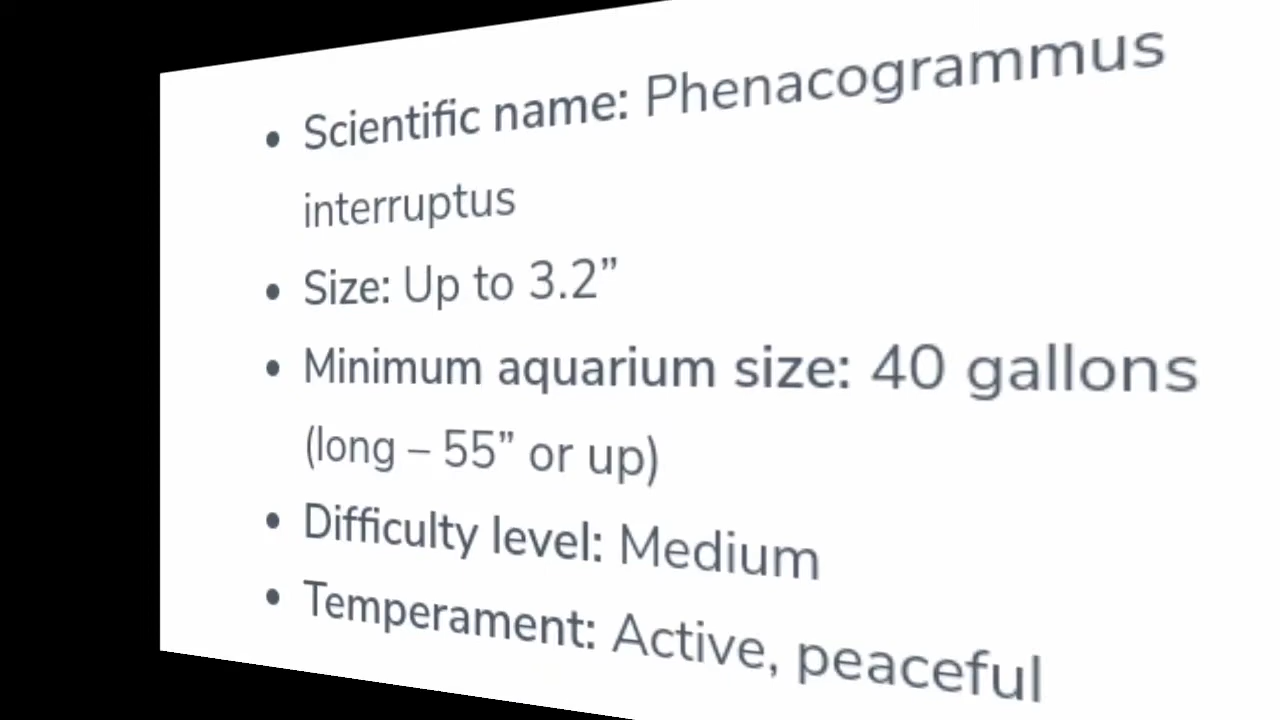 • Scientific name: Phenacogrammus
interruptus
• Size: Up to 3.2”
• Minimum aquarium size: 40 gallons
(long – 55” or up)
• Difficulty level: Medium
• Temperament: Active, peaceful